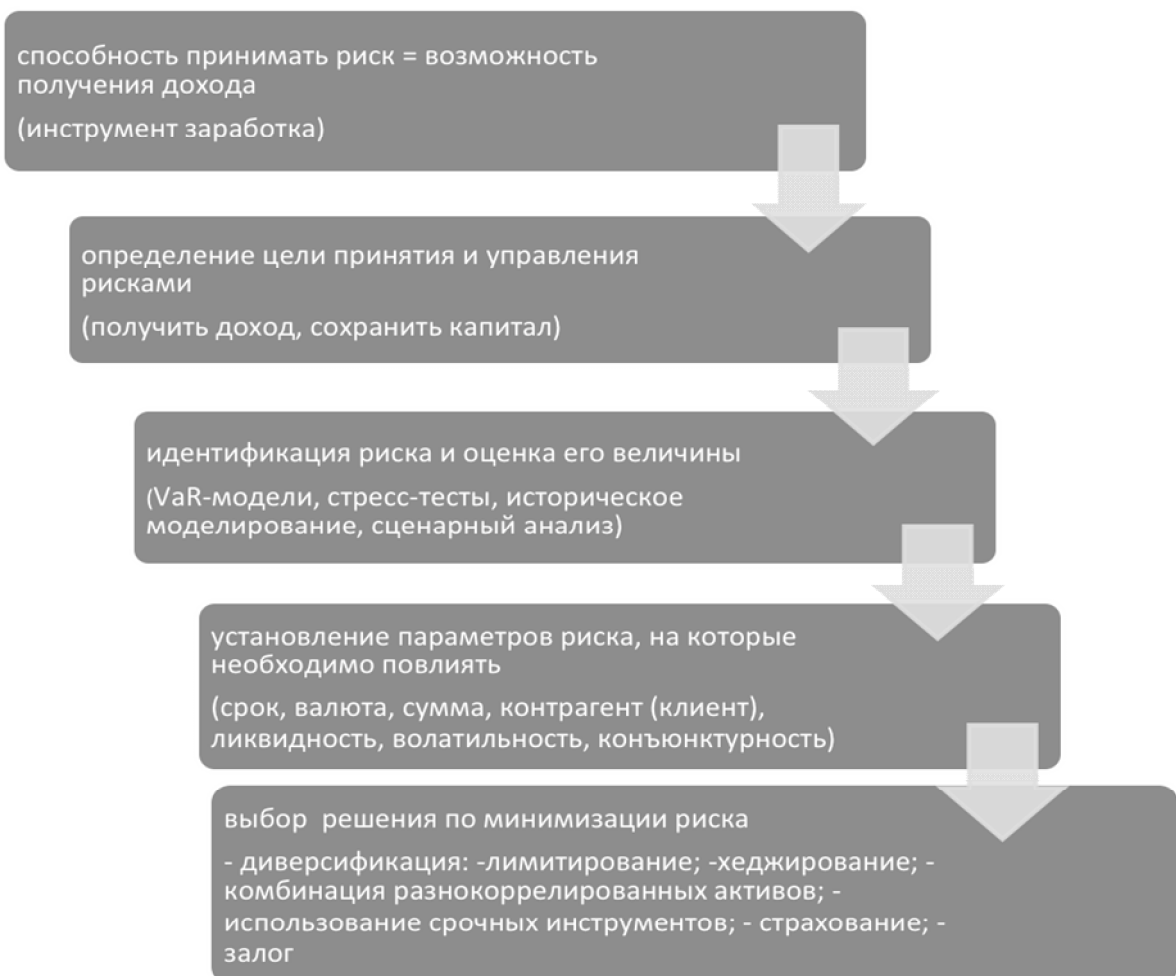 способность принимать риск = возможность
получения дохода
(инструмент заработка)
определение цели принятия и управления
рисками
(получить доход, сохранить капитал)
идентификация риска и оценка его величины
(VaR-модели, стресс-тесты, историческое
моделирование, сценарный анализ)
установление параметров риска, на которые
необходимо повлиять
(срок, валюта, сумма, контрагент (клиент),
ликвидность, волатильность, конъюнктурность)
выбор  решения по минимизации риска
- диверсификация: -лимитирование; -хеджирование; -
комбинация разнокоррелированных активов; -
использование срочных инструментов; - страхование; -
залог